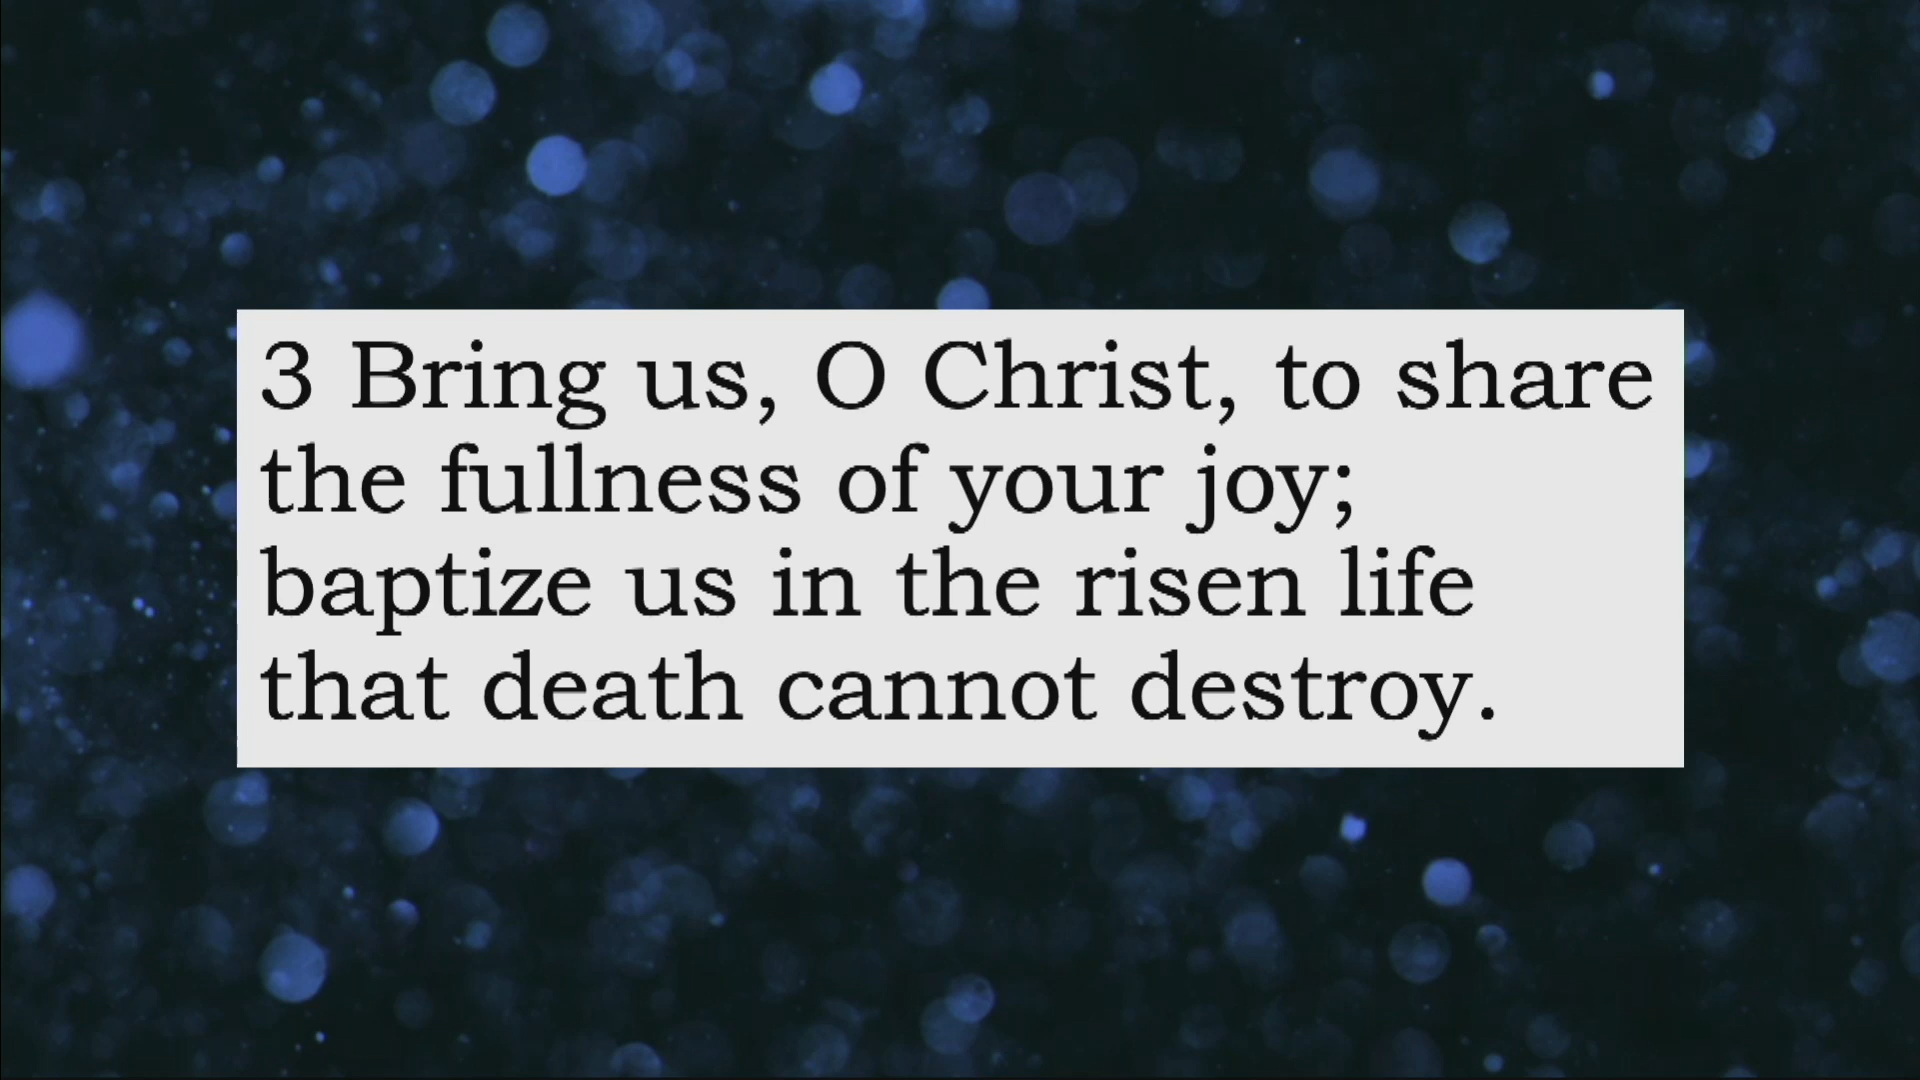 3 Bring us, O Christ, to share
the fullness of your joy;
baptize us in the risen life
that death cannot destroy.